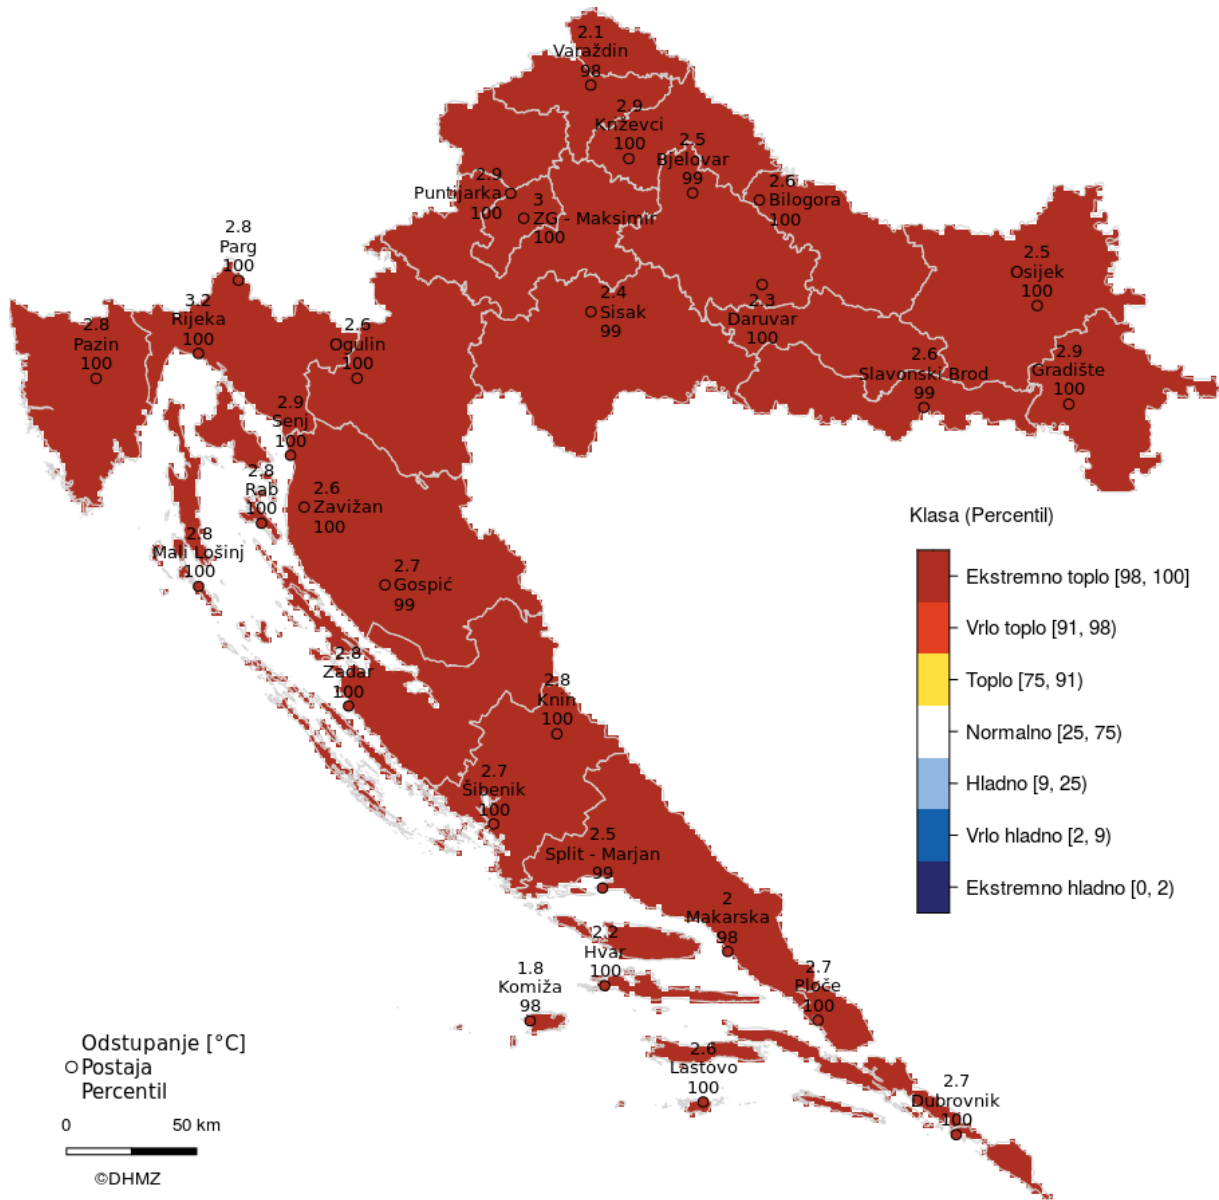 2.1
Varaždin
98
2.9
Križevci
100
2.5
Bjelovar
99
2.9
Puntijarka
100
3
ZG - Maksimir
100
2.6
Bilogora
100
2.8
Parg
100
2.5
Osijek
100
2.4
Sisak
99
2.3
Daruvar
100
3.2
Rijeka
100
2.8
Pazin
100
2.6
Ogulin
100
2.6
Slavonski Brod
99
2.9
Gradište
100
2.9
Senj
100
2.8
Rab
100
2.6
Zavižan
100
2.8
Mali Lošinj
100
2.7
Gospić
99
2.8
Zadar
100
2.8
Knin
100
2.7
Šibenik
100
2.5
Split - Marjan
99
2
Makarska
98
2.2
Hvar
100
1.8
Komiža
98
2.7
Ploče
100
2.6
Lastovo
100
2.7
Dubrovnik
100
Klasa (Percentil)
Ekstremno toplo [98, 100]
Vrlo toplo [91, 98)
Toplo [75, 91)
Normalno [25, 75)
Hladno [9, 25)
Vrlo hladno [2, 9)
Ekstremno hladno [0, 2)
Odstupanje [°C]
Postaja
Percentil
0 50 km
©DHMZ